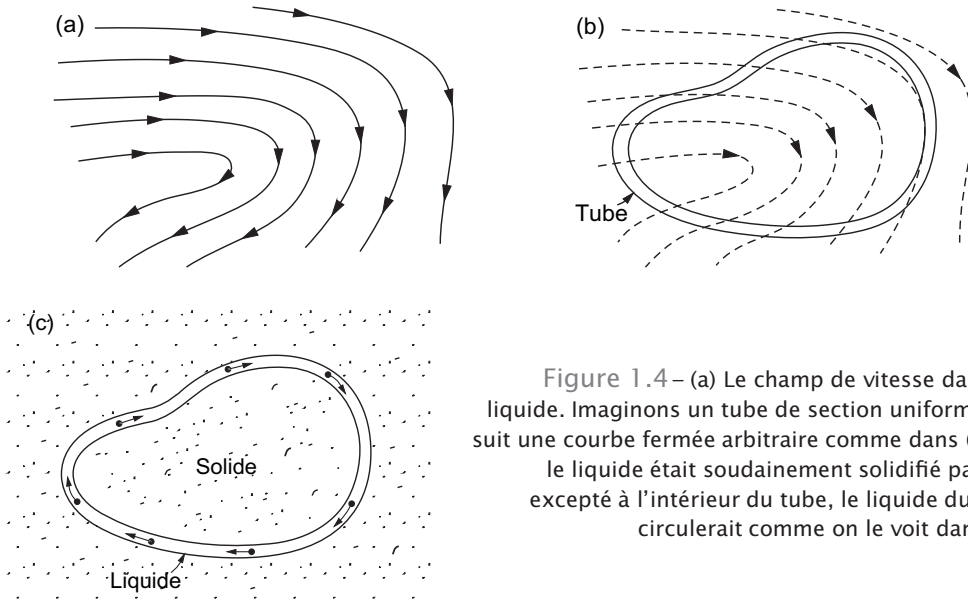 (a)
(b)
Tube
(c)
Solide
Liquide
Figure 1.4 – (a) Le champ de vitesse da
liquide. Imaginons un tube de section uniform
suit une courbe fermée arbitraire comme dans (
le liquide était soudainement solidifié pa
excepté à l'intérieur du tube, le liquide du
circulerait comme on le voit dan